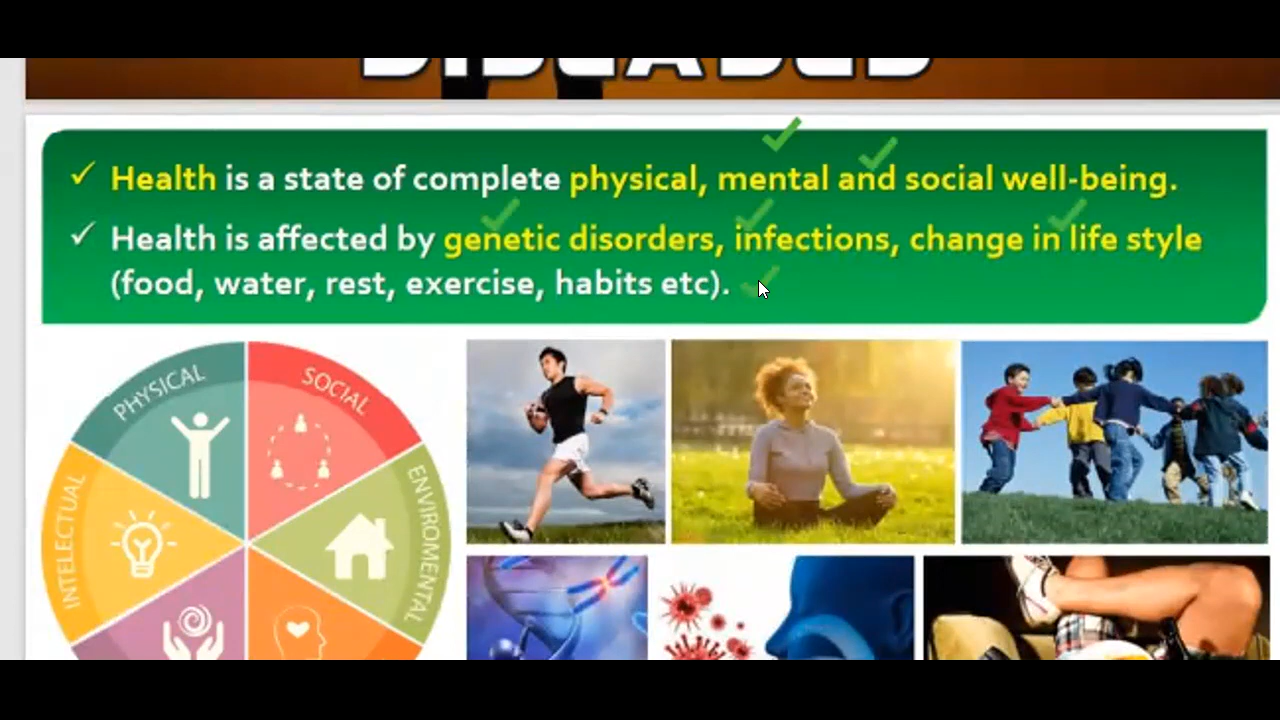 Health is a state of complete physical, mental and social well-being.
Health is affected by genetic disorders, infections, change in life style
(food, water, rest, exercise, habits etc).
PHYSICAL
SOCIAL
INTELECTUAL
ENVIROMENTAL